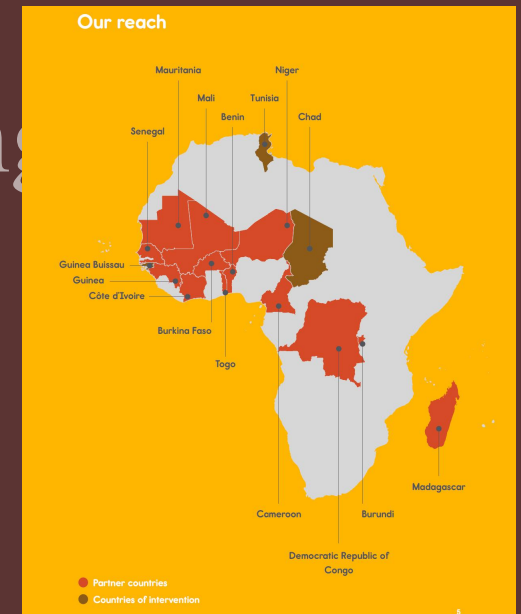 Our reach
Mauritania
Niger
Mali
Tunisia
Benin
Chad
Senegal
Guinea Buissau
Guinea
Côte d'Ivoire
Burkina Faso
Togo
Madagascar
Cameroon
Burundi
Democratic Republic of
Congo
Partner countries
Countries of intervention
5